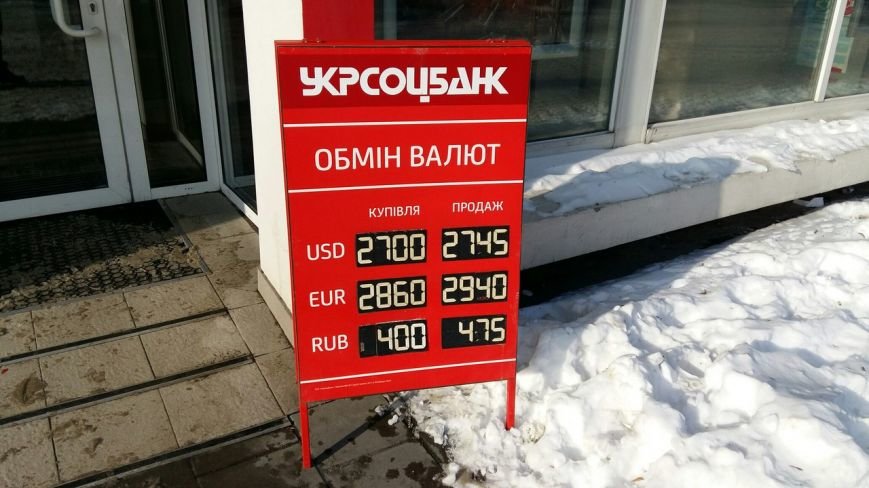 УКРСОЦБАНК
ОБМІН ВАЛЮТ
КУПІВЛЯ ПРОДАЖ
USD 2700 2745
EUR 2860 2940
RUB 400 475